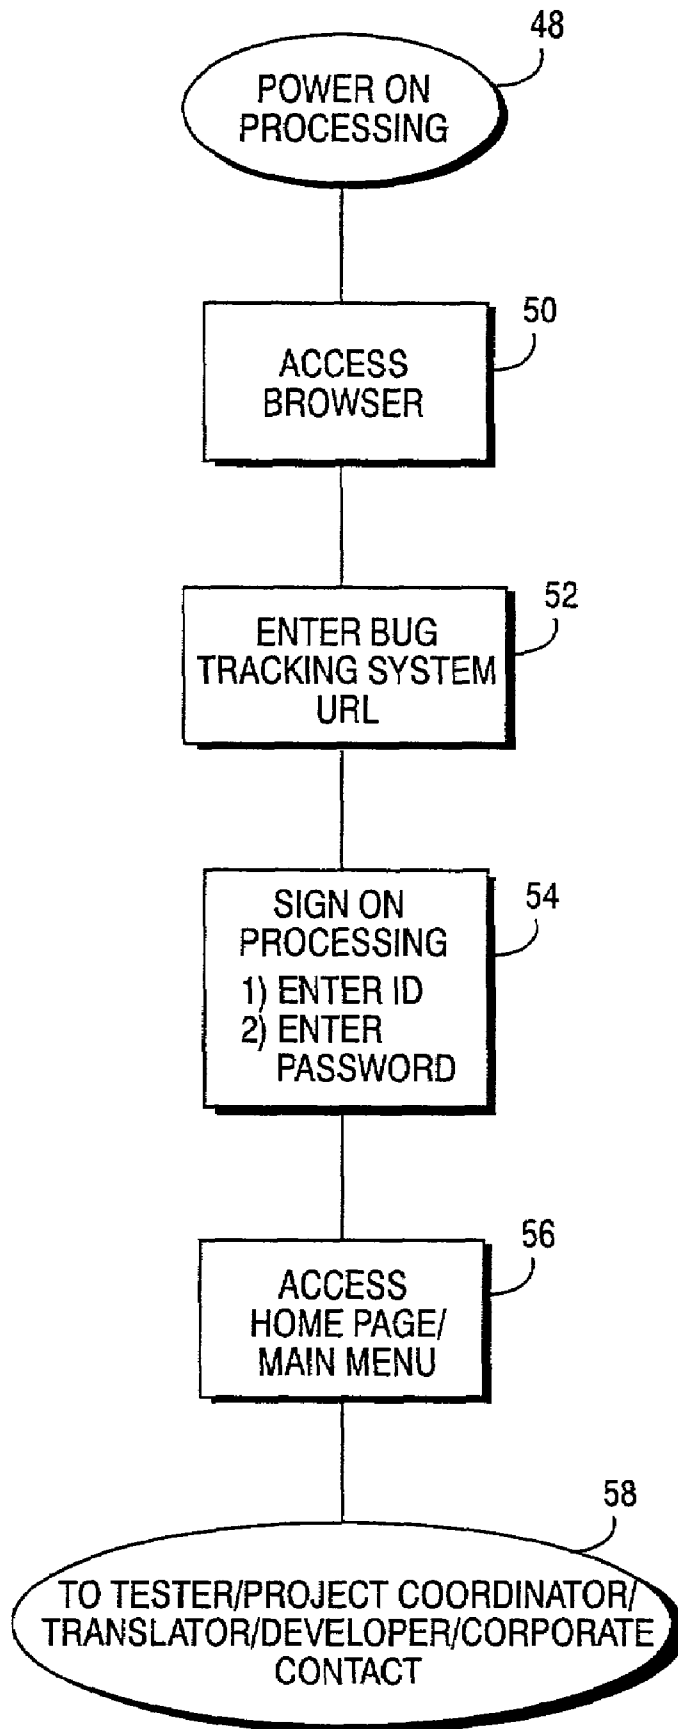 48
POWER ON
PROCESSING
50
ACCESS
BROWSER
52
ENTER BUG
TRACKING SYSTEM
URL
54
SIGN ON
PROCESSING
1) ENTER ID
2) ENTER
PASSWORD
56
ACCESS
HOME PAGE/
MAIN MENU
58
TO TESTER/PROJECT COORDINATOR/
TRANSLATOR/DEVELOPER/CORPORATE
CONTACT